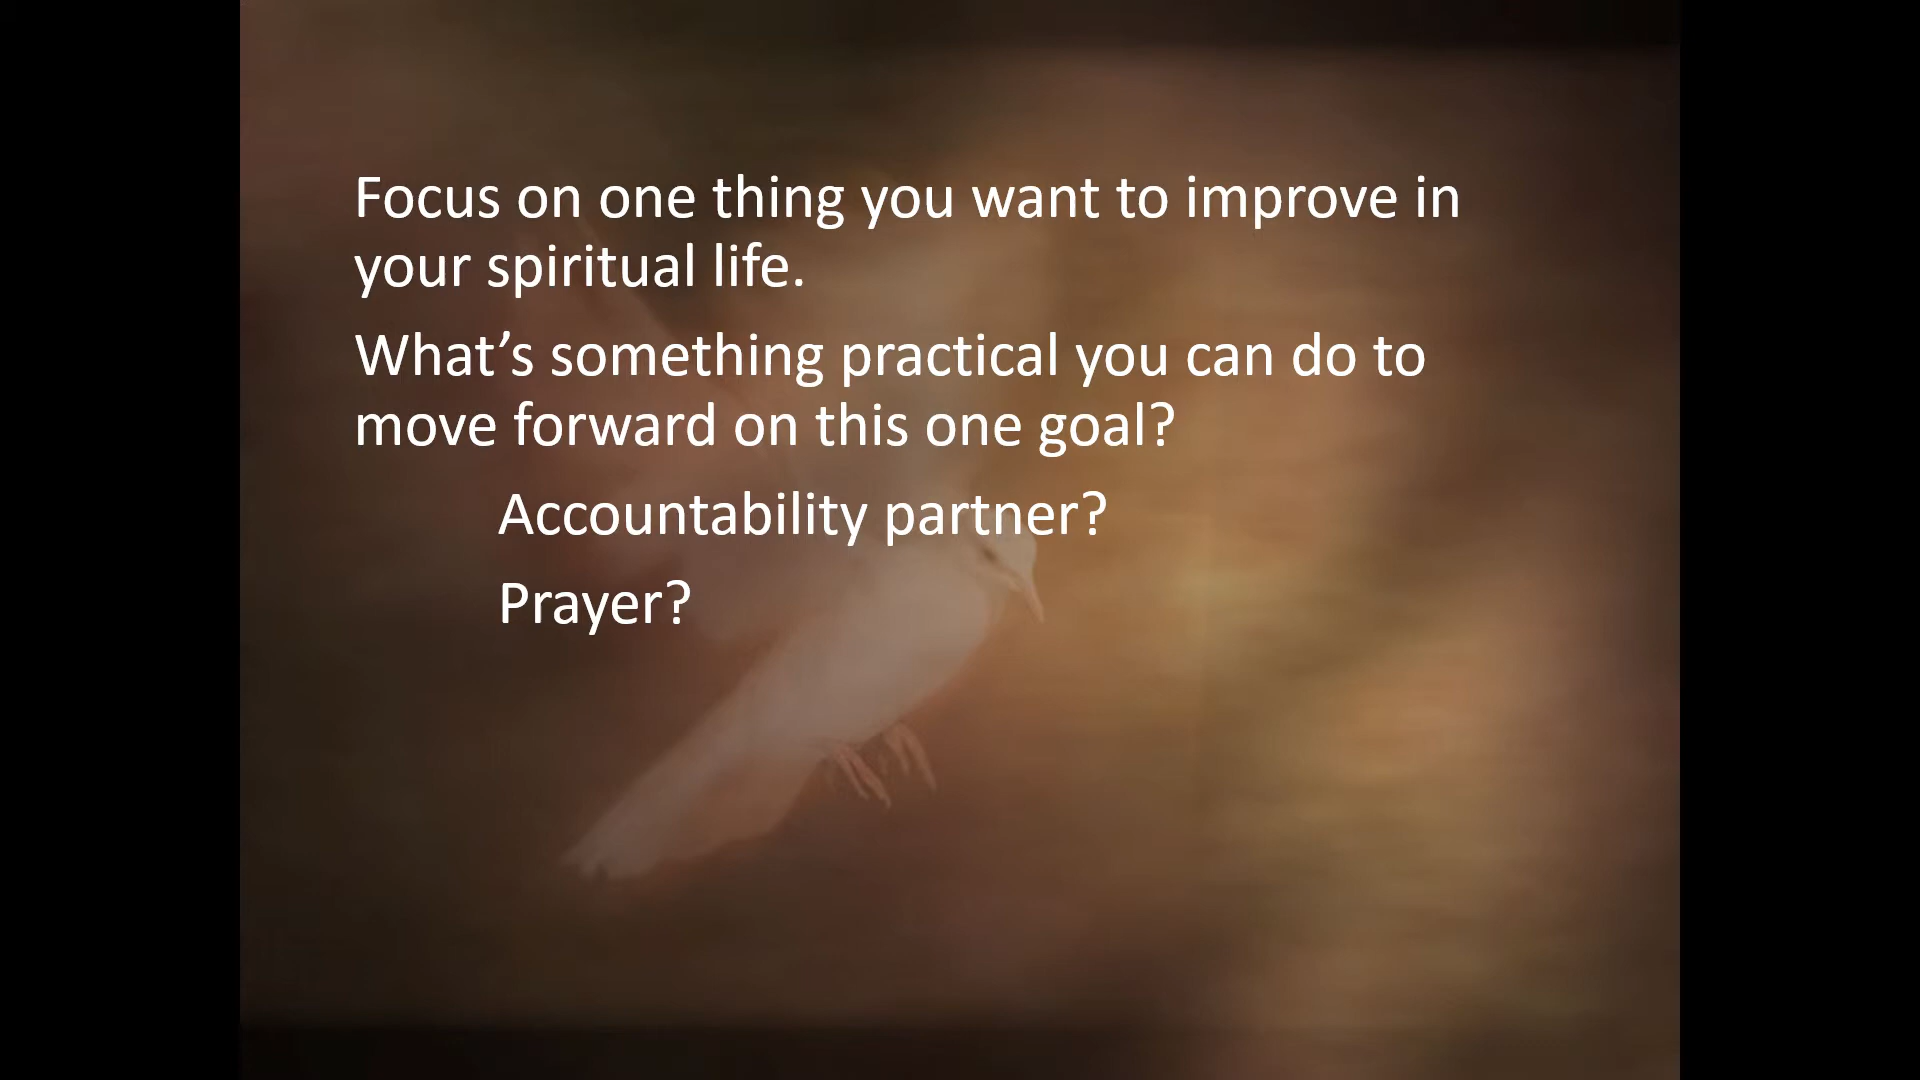 Focus on one thing you want to improve in
your spiritual life.
What’s something practical you can do to
move forward on this one goal?
Accountability partner?
Prayer?